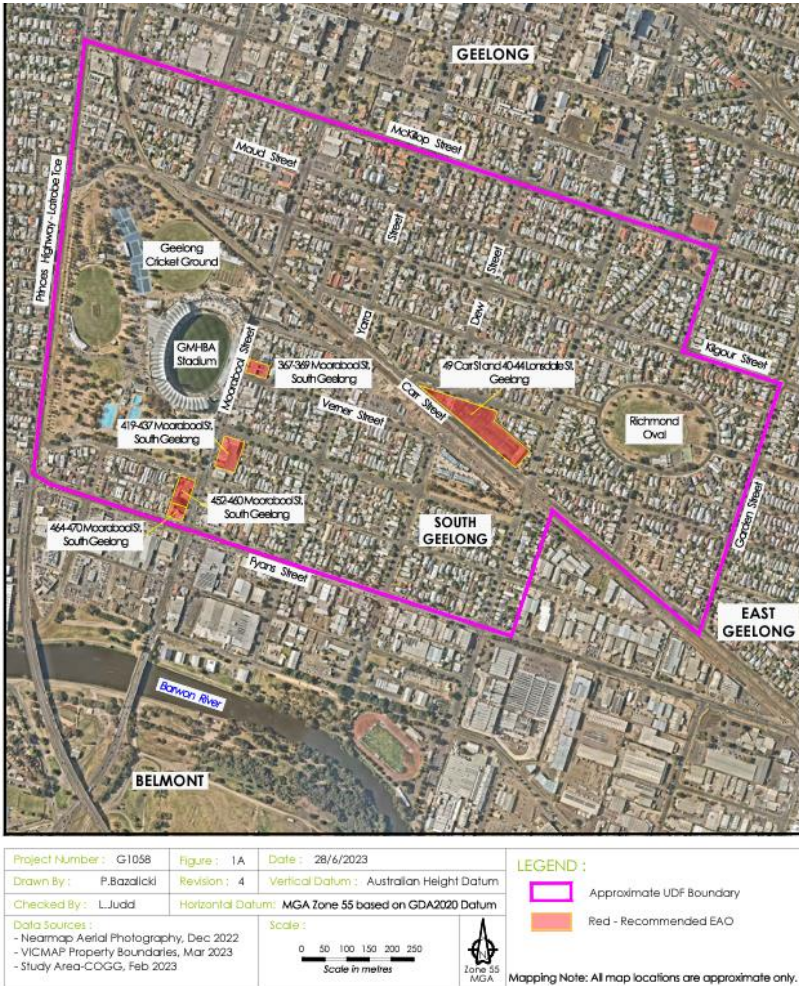 GEELONG
McKillop Street
Maud Street
Princes Highway - Latrobe Tce
Geelong
Cricket Ground
Street
Street
Dew
Yarra
GMHBA
Stadium
Moorabool Street
Kilgour Street
367-369 Moorabool St,
South Geelong
49 Carr St and 40-44 Lonsdale St,
Geelong
Carr Street
Verner Street
Richmond
Oval
419-437 Moorabool St,
South Geelong
452-460 Moorabool St,
South Geelong
SOUTH
GEELONG
Garden Street
464-470 Moorabool St,
South Geelong
Fyans Street
EAST
GEELONG
Barwon River
BELMONT
Project Number : G1058
Figure : 1A
Date : 28/6/2023
Drawn By : P.Bazalicki
Revision : 4
Vertical Datum : Australian Height Datum
Checked By : L.Judd
Horizontal Datum: MGA Zone 55 based on GDA2020 Datum
Data Sources :
- Nearmap Aerial Photography, Dec 2022
- VICMAP Property Boundaries, Mar 2023
- Study Area-COGG, Feb 2023
Scale :
0 50 100 150 200 250
Scale in metres
N
Zone 55
MGA
LEGEND :
Approximate UDF Boundary
Red - Recommended EAO
Mapping Note: All map locations are approximate only.